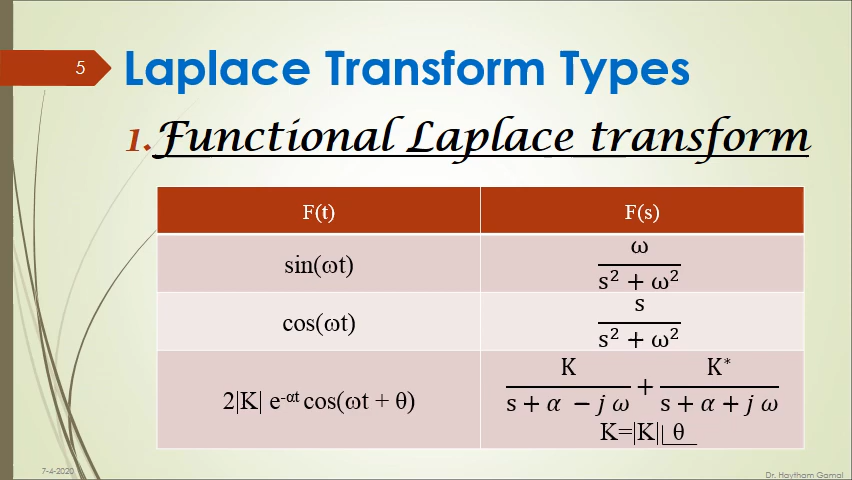 5
Laplace Transform Types
1. Functional Laplace transform
F(t) F(s)
sin(ωt) ω / (s² + ω²)
cos(ωt) s / (s² + ω²)
2|K| e^-αt cos(ωt + θ) K / (s + α − j ω) + K* / (s + α + j ω)
K=|K|∠θ
7-4-2020
Dr. Haytham Gamal